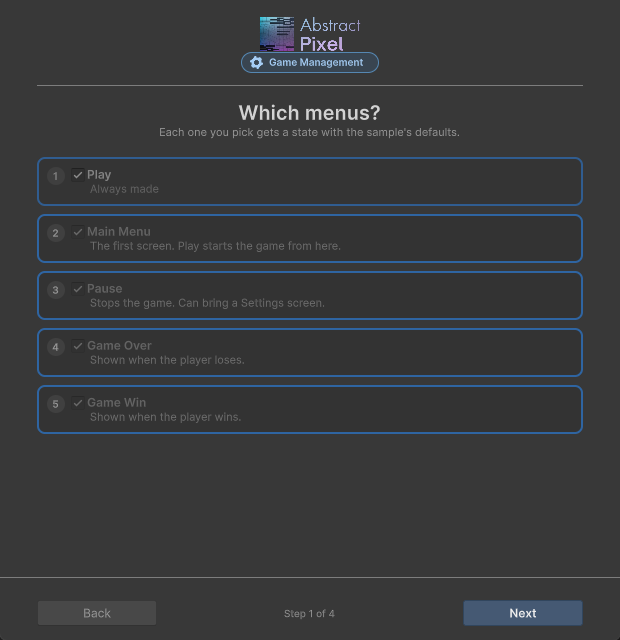 Abstract
Pixel
Game Management
Which menus?
Each one you pick gets a state with the sample's defaults.
1 Play
Always made
2 Main Menu
The first screen. Play starts the game from here.
3 Pause
Stops the game. Can bring a Settings screen.
4 Game Over
Shown when the player loses.
5 Game Win
Shown when the player wins.
Back Step 1 of 4 Next